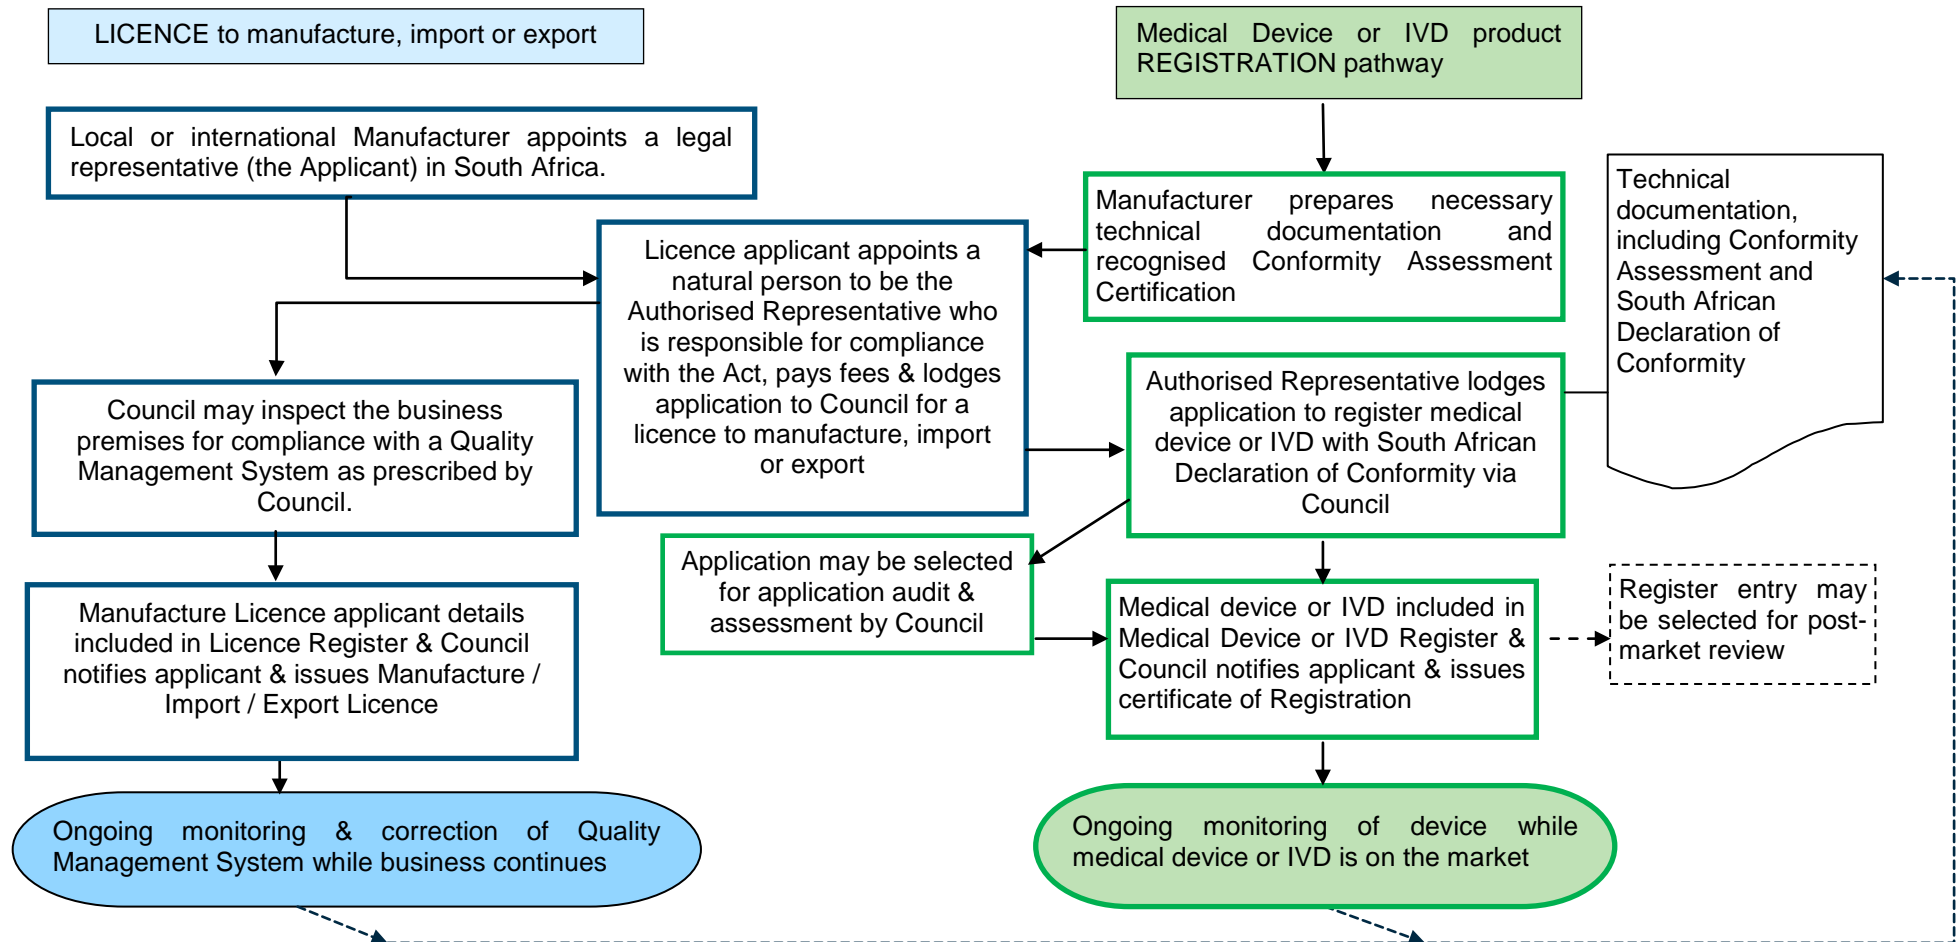 LICENCE to manufacture, import or export
Medical Device or IVD product
REGISTRATION pathway
Local or international Manufacturer appoints a legal
representative (the Applicant) in South Africa.
Manufacturer prepares necessary
technical documentation and
recognised Conformity Assessment
Certification
Technical
documentation,
including Conformity
Assessment and
South African
Declaration of
Conformity
Licence applicant appoints a
natural person to be the
Authorised Representative who
is responsible for compliance
with the Act, pays fees & lodges
application to Council for a
licence to manufacture, import
or export
Council may inspect the business
premises for compliance with a Quality
Management System as prescribed by
Council.
Authorised Representative lodges
application to register medical
device or IVD with South African
Declaration of Conformity via
Council
Application may be selected
for application audit &
assessment by Council
Manufacture Licence applicant details
included in Licence Register & Council
notifies applicant & issues Manufacture /
Import / Export Licence
Medical device or IVD included in
Medical Device or IVD Register &
Council notifies applicant & issues
certificate of Registration
Register entry may
be selected for post-
market review
Ongoing monitoring & correction of Quality
Management System while business continues
Ongoing monitoring of device while
medical device or IVD is on the market